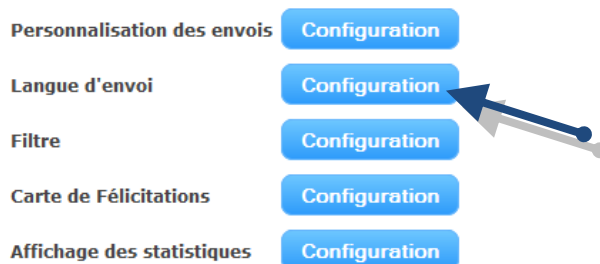 Personnalisation des envois Configuration
Langue d'envoi Configuration
Filtre Configuration
Carte de Félicitations Configuration
Affichage des statistiques Configuration